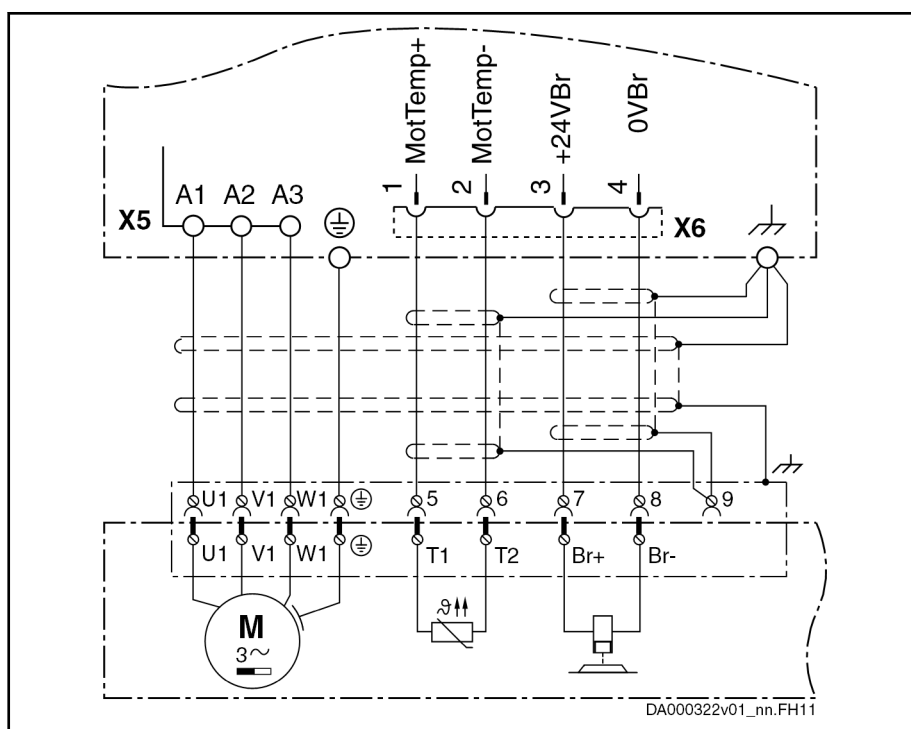 MotTemp+
MotTemp-
+24VBr
0VBr
1 2 3 4
A1 A2 A3
X5
X6
U1 V1 W1 5 6 7 8 9
U1 V1 W1 T1 T2 Br+ Br-
ϑ
M
3~
DA000322v01_nn.FH11